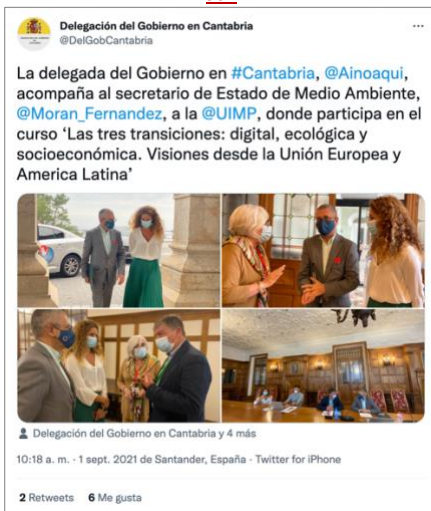 Delegación del Gobierno en Cantabria
@DelGobCantabria
La delegada del Gobierno en #Cantabria, @Ainoaqui,
acompaña al secretario de Estado de Medio Ambiente,
@Moran_Fernandez, a la @UIMP, donde participa en el
curso ‘Las tres transiciones: digital, ecológica y
socioeconómica. Visiones desde la Unión Europea y
America Latina’
Delegación del Gobierno en Cantabria y 4 más
10:18 a. m. · 1 sept. 2021 de Santander, España · Twitter for iPhone
2 Retweets 6 Me gusta